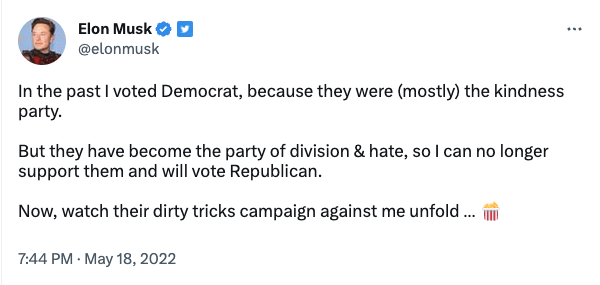 Elon Musk
@elonmusk
In the past I voted Democrat, because they were (mostly) the kindness
party.
But they have become the party of division & hate, so I can no longer
support them and will vote Republican.
Now, watch their dirty tricks campaign against me unfold ... 🍿
7:44 PM · May 18, 2022